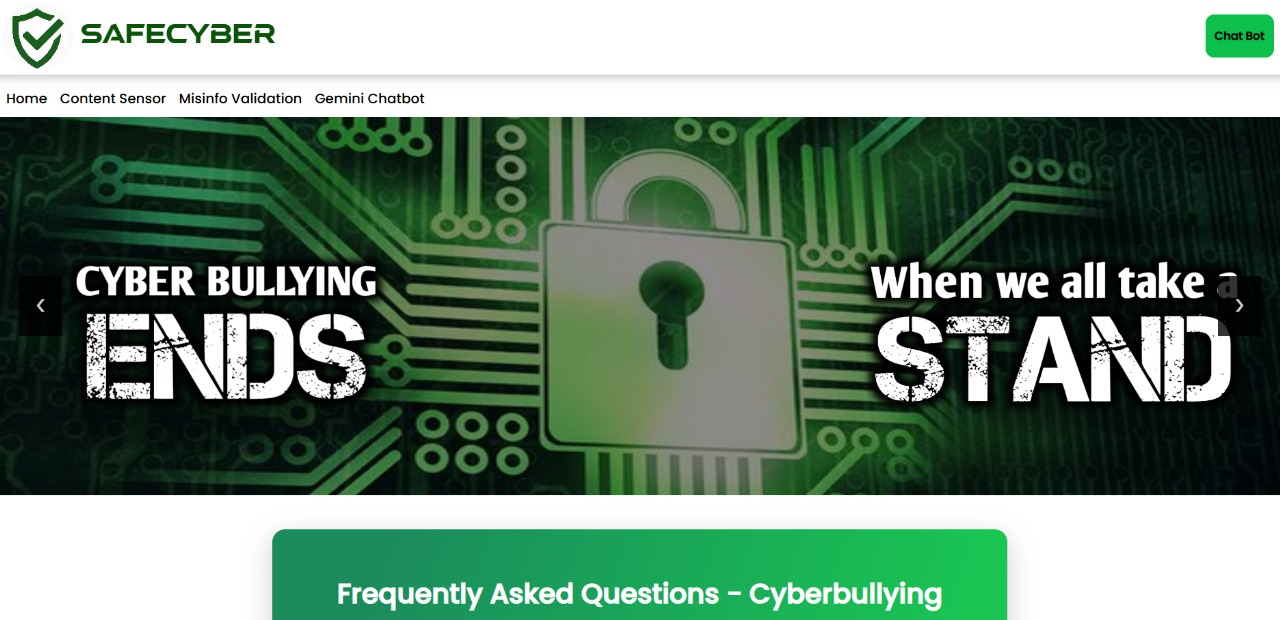 SAFECYBER
Chat Bot
Home Content Sensor Misinfo Validation Gemini Chatbot
CYBER BULLYING
ENDS
When we all take a
STAND
❮
❯
Frequently Asked Questions - Cyberbullying